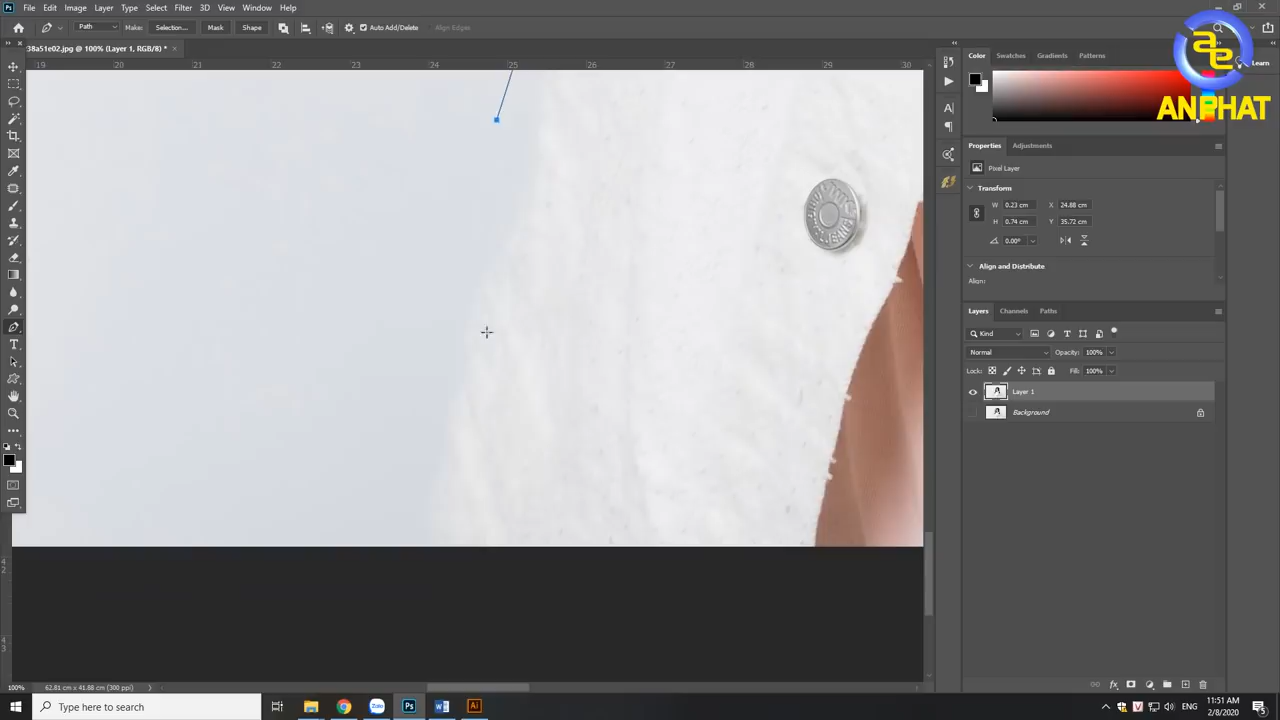 File Edit Image Layer Type Select Filter 3D View Window Help
Path Make: Selection... Mask Shape Auto Add/Delete Align Edges
38a51e02.jpg @ 100% (Layer 1, RGB/8) *
19 20 21 22 23 24 25 26 27 28 29 30
Color Swatches Gradients Patterns
Learn
ANPHAT
Properties Adjustments
Pixel Layer
Transform
W 0.23 cm X 24.88 cm
H 0.74 cm Y 35.72 cm
0.00°
Align and Distribute
Align:
Layers Channels Paths
Kind
Normal Opacity: 100%
Lock: Fill: 100%
Layer 1
Background
100% 62.81 cm x 41.88 cm (300 ppi)
Type here to search
Zalo
Ps
Ai
ENG
11:51 AM
2/8/2020